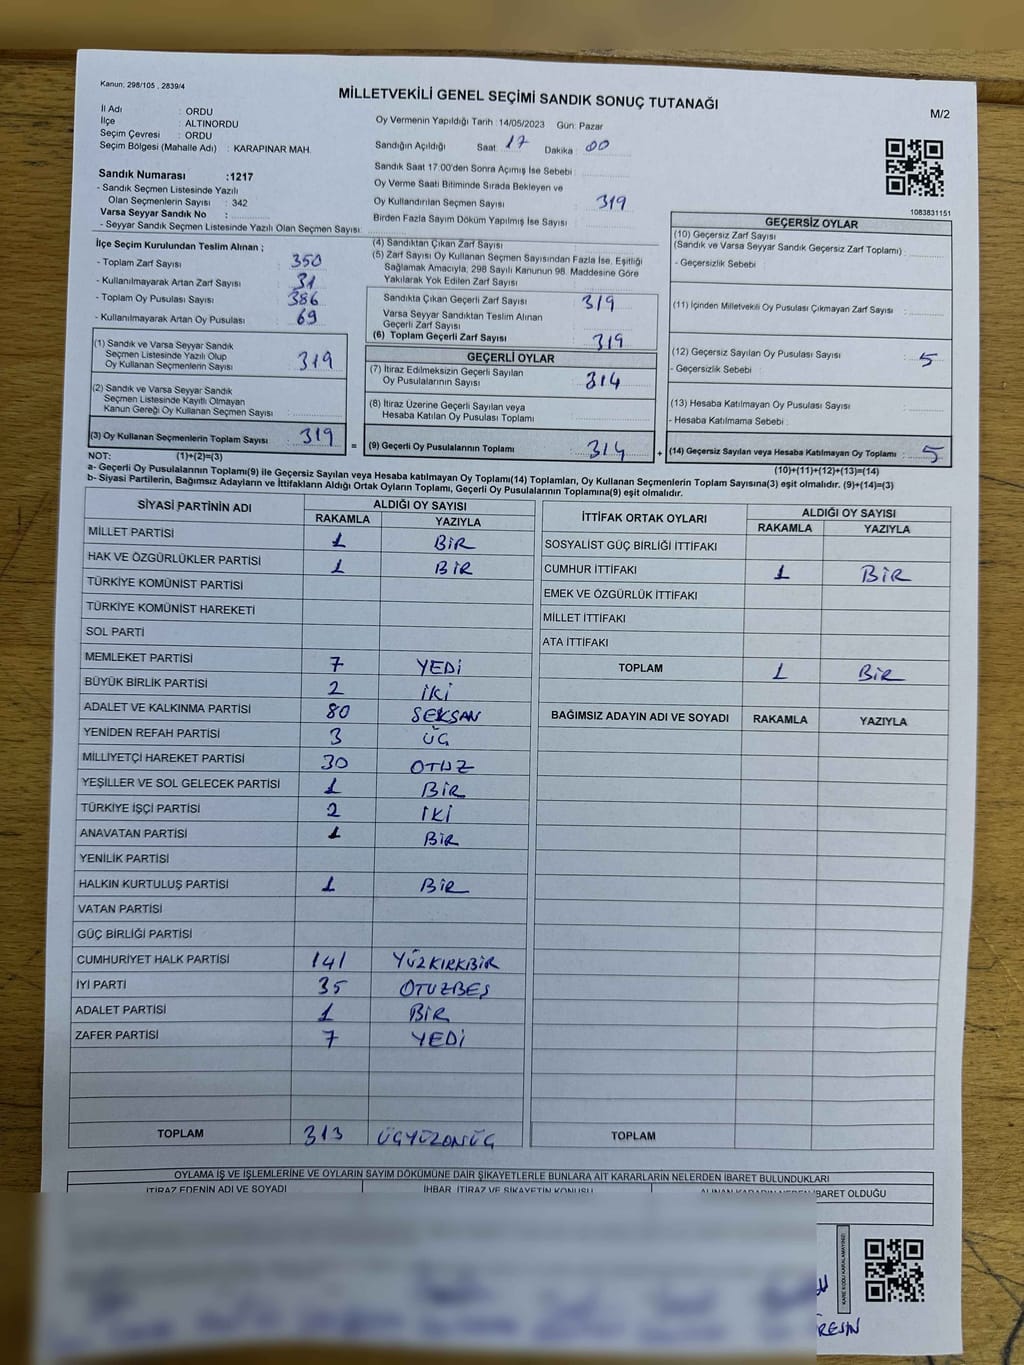 Kanun; 298/105 , 2839/4
MİLLETVEKİLİ GENEL SEÇİMİ SANDIK SONUÇ TUTANAĞI
M/2
İl Adı : ORDU
İlçe : ALTINORDU
Seçim Çevresi : ORDU
Seçim Bölgesi (Mahalle Adı) : KARAPINAR MAH.
Oy Vermenin Yapıldığı Tarih :14/05/2023 Gün: Pazar
Sandığın Açıldığı Saat 17 Dakika 00
Sandık Saat 17.00'den Sonra Açımış İse Sebebi :
Oy Verme Saati Bitiminde Sırada Bekleyen ve
Oy Kullandırılan Seçmen Sayısı : 319
Birden Fazla Sayım Döküm Yapılmış İse Sayısı :
1083831151
Sandık Numarası :1217
- Sandık Seçmen Listesinde Yazılı
Olan Seçmenlerin Sayısı : 342
Varsa Seyyar Sandık No :
- Seyyar Sandık Seçmen Listesinde Yazılı Olan Seçmen Sayısı:
İlçe Seçim Kurulundan Teslim Alınan ;
- Toplam Zarf Sayısı : 350
- Kullanılmayarak Artan Zarf Sayısı : 31
- Toplam Oy Pusulası Sayısı : 386
- Kullanılmayarak Artan Oy Pusulası : 69
(1) Sandık ve Varsa Seyyar Sandık
Seçmen Listesinde Yazılı Olup
Oy Kullanan Seçmenlerin Sayısı : 319
(2) Sandık ve Varsa Seyyar Sandık
Seçmen Listesinde Kayıtlı Olmayan
Kanun Gereği Oy Kullanan Seçmen Sayısı :
(3) Oy Kullanan Seçmenlerin Toplam Sayısı : 319
(4) Sandıktan Çıkan Zarf Sayısı :
(5) Zarf Sayısı Oy Kullanan Seçmen Sayısından Fazla İse, Eşitliği
Sağlamak Amacıyla; 298 Sayılı Kanunun 98. Maddesine Göre
Yakılarak Yok Edilen Zarf Sayısı :
Sandıkta Çıkan Geçerli Zarf Sayısı : 319
Varsa Seyyar Sandıktan Teslim Alınan
Geçerli Zarf Sayısı :
(6) Toplam Geçerli Zarf Sayısı : 319
GEÇERLİ OYLAR
(7) İtiraz Edilmeksizin Geçerli Sayılan
Oy Pusulalarının Sayısı : 314
(8) İtiraz Üzerine Geçerli Sayılan veya
Hesaba Katılan Oy Pusulası Toplamı :
= (9) Geçerli Oy Pusulalarının Toplamı : 314
GEÇERSİZ OYLAR
(10) Geçersiz Zarf Sayısı
(Sandık ve Varsa Seyyar Sandık Geçersiz Zarf Toplamı) :
- Geçersizlik Sebebi :
(11) İçinden Milletvekili Oy Pusulası Çıkmayan Zarf Sayısı :
(12) Geçersiz Sayılan Oy Pusulası Sayısı : 5
- Geçersizlik Sebebi :
(13) Hesaba Katılmayan Oy Pusulası Sayısı :
- Hesaba Katılmama Sebebi :
+ (14) Geçersiz Sayılan veya Hesaba Katılmayan Oy Toplamı : 5
NOT: (1)+(2)=(3)
(10)+(11)+(12)+(13)=(14)
a- Geçerli Oy Pusulalarının Toplamı(9) ile Geçersiz Sayılan veya Hesaba katılmayan Oy Toplamı(14) Toplamları, Oy Kullanan Seçmenlerin Toplam Sayısına(3) eşit olmalıdır. (9)+(14)=(3)
b- Siyasi Partilerin, Bağımsız Adayların ve İttifakların Aldığı Ortak Oyların Toplamı, Geçerli Oy Pusulalarının Toplamına(9) eşit olmalıdır.
SİYASİ PARTİNİN ADI ALDIĞI OY SAYISI
RAKAMLA YAZIYLA
MİLLET PARTİSİ 1 BİR
HAK VE ÖZGÜRLÜKLER PARTİSİ 1 BİR
TÜRKİYE KOMÜNİST PARTİSİ
TÜRKİYE KOMÜNİST HAREKETİ
SOL PARTİ
MEMLEKET PARTİSİ 7 YEDİ
BÜYÜK BİRLİK PARTİSİ 2 İKİ
ADALET VE KALKINMA PARTİSİ 80 SEKSAN
YENİDEN REFAH PARTİSİ 3 ÜÇ
MİLLİYETÇİ HAREKET PARTİSİ 30 OTUZ
YEŞİLLER VE SOL GELECEK PARTİSİ 1 BİR
TÜRKİYE İŞÇİ PARTİSİ 2 İKİ
ANAVATAN PARTİSİ 1 BİR
YENİLİK PARTİSİ
HALKIN KURTULUŞ PARTİSİ 1 BİR
VATAN PARTİSİ
GÜÇ BİRLİĞİ PARTİSİ
CUMHURİYET HALK PARTİSİ 141 YÜZKIRKBİR
İYİ PARTİ 35 OTUZBEŞ
ADALET PARTİSİ 1 BİR
ZAFER PARTİSİ 7 YEDİ
TOPLAM 313 ÜÇYÜZONÜÇ
İTTİFAK ORTAK OYLARI ALDIĞI OY SAYISI
RAKAMLA YAZIYLA
SOSYALİST GÜÇ BİRLİĞİ İTTİFAKI
CUMHUR İTTİFAKI 1 BİR
EMEK VE ÖZGÜRLÜK İTTİFAKI
MİLLET İTTİFAKI
ATA İTTİFAKI
TOPLAM 1 BİR
BAĞIMSIZ ADAYIN ADI VE SOYADI RAKAMLA YAZIYLA
TOPLAM
OYLAMA İŞ VE İŞLEMLERİNE VE OYLARIN SAYIM DÖKÜMÜNE DAİR ŞİKAYETLERLE BUNLARA AİT KARARLARIN NELERDEN İBARET BULUNDUKLARI
İTİRAZ EDENİN ADI VE SOYADI İHBAR, İTİRAZ VE ŞİKAYETİN KONUSU ALINAN KARARIN NEDEN İBARET OLDUĞU
KARE KODU KARALAMAYINIZ!